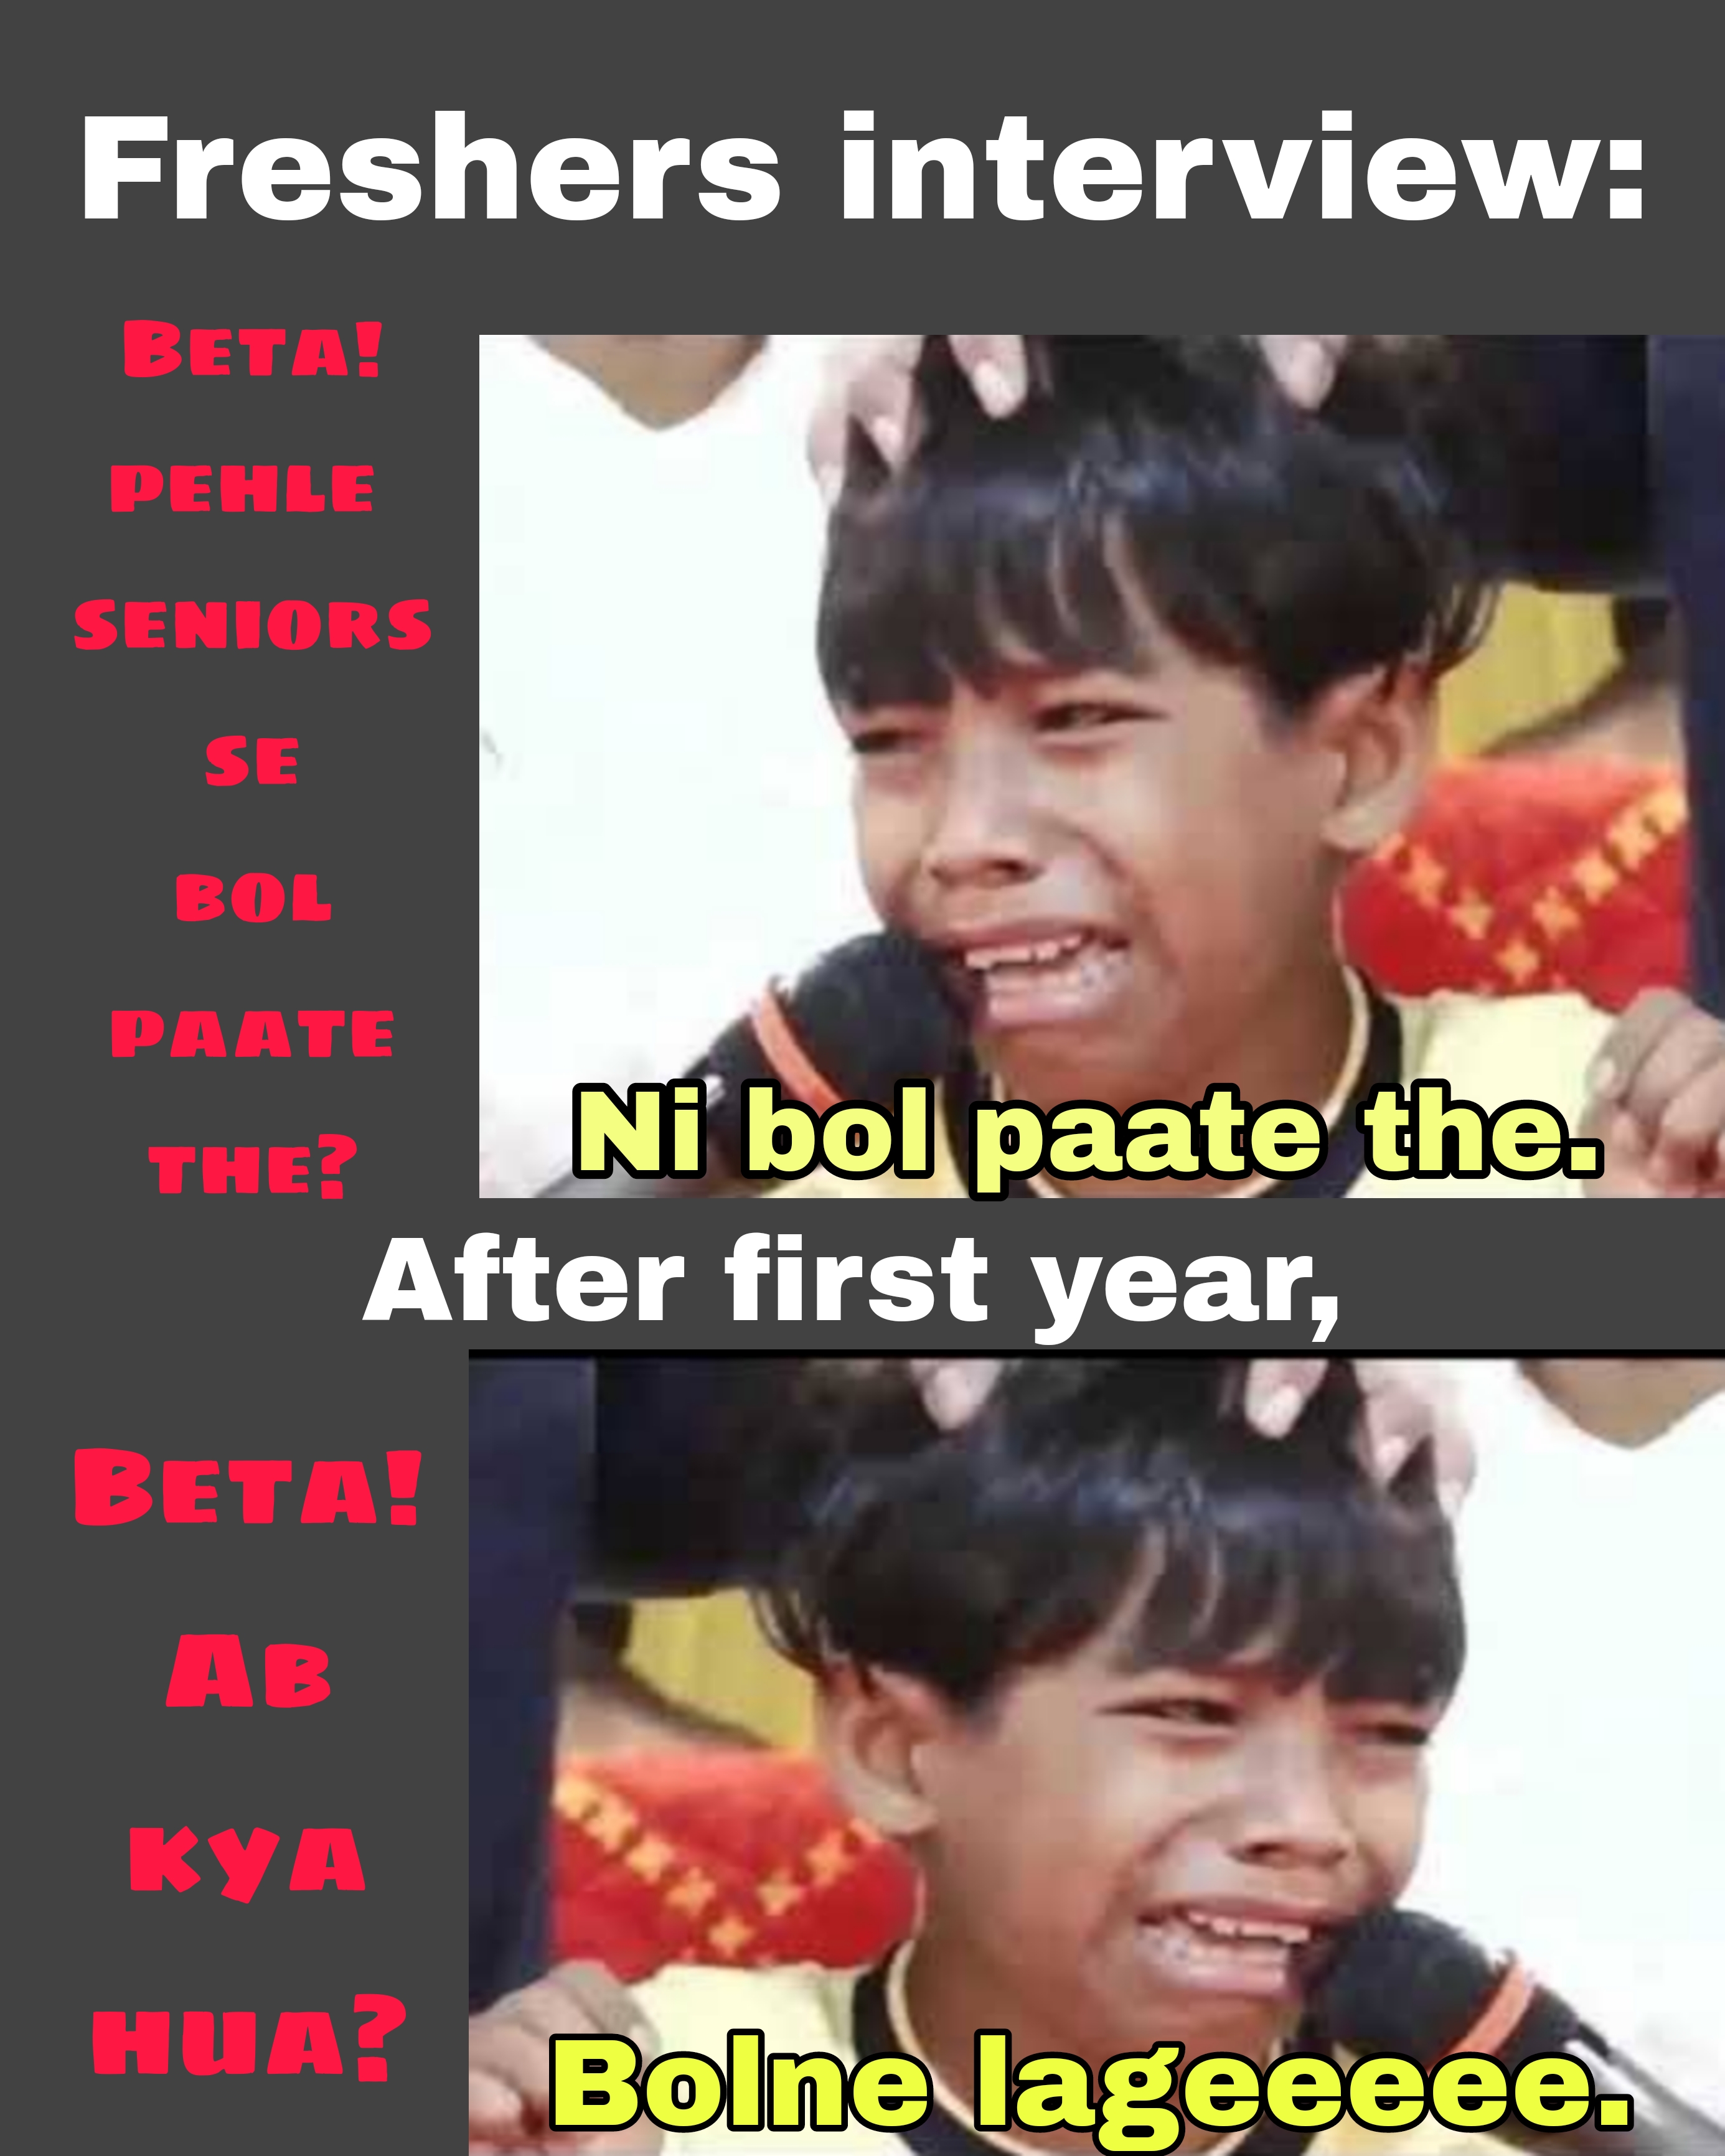 Freshers interview:
Beta!
pehle
seniors
se
bol
paate
the?
Ni bol paate the.
After first year,
Beta!
Ab
kya
hua?
Bolne lageeeeee.